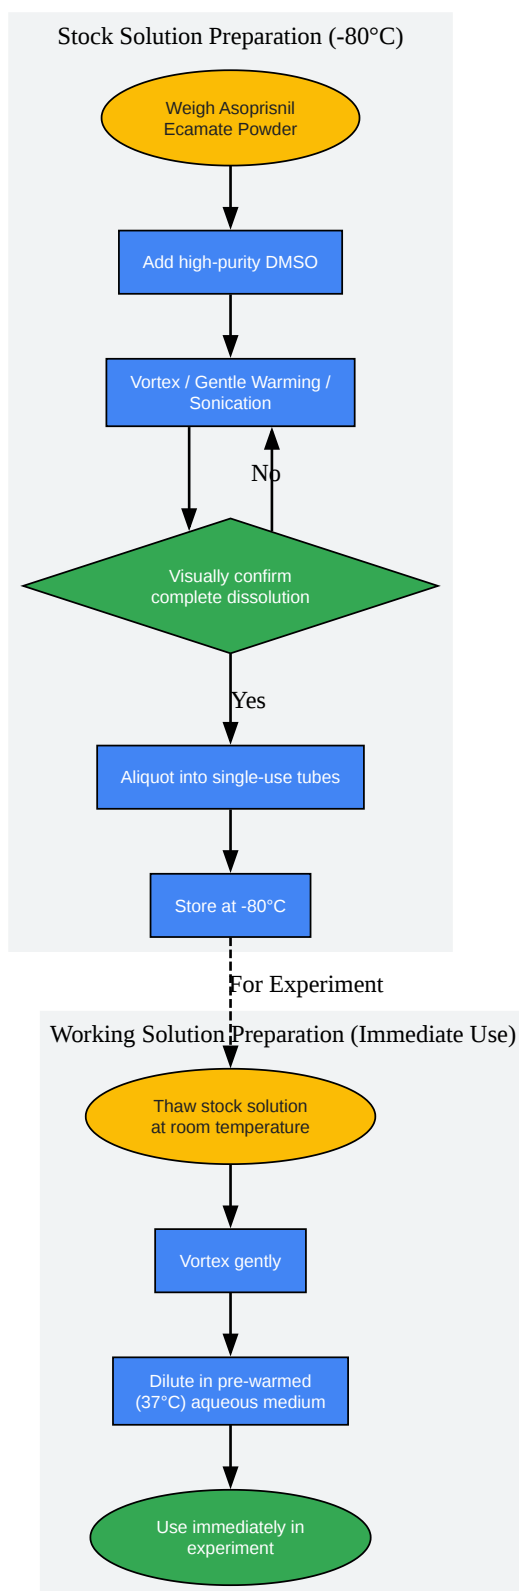 Stock Solution Preparation (-80°C)
Weigh Asoprisnil
Ecamate Powder
Add high-purity DMSO
Vortex / Gentle Warming /
Sonication
No
Visually confirm
complete dissolution
Yes
Aliquot into single-use tubes
Store at -80°C
For Experiment
Working Solution Preparation (Immediate Use)
Thaw stock solution
at room temperature
Vortex gently
Dilute in pre-warmed
(37°C) aqueous medium
Use immediately in
experiment